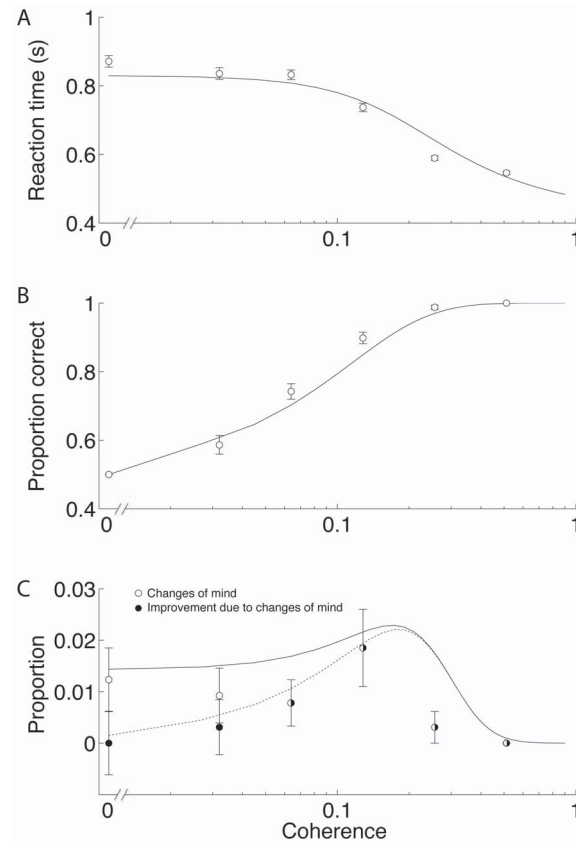 A
1
0.8
0.6
0.4
Reaction time (s)
0
0.1
1
B
1
0.8
0.6
0.4
Proportion correct
0
0.1
1
C
0.03
0.02
0.01
0
Proportion
Changes of mind
Improvement due to changes of mind
0
0.1
1
Coherence